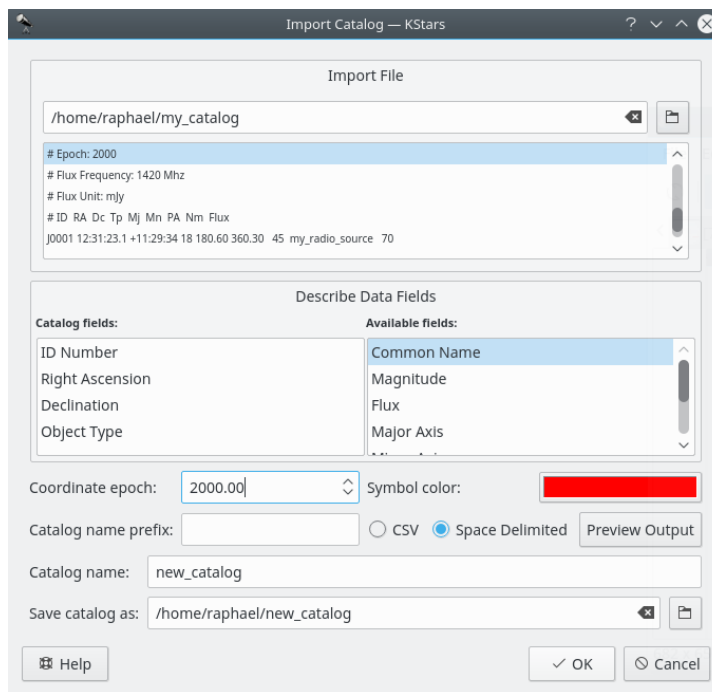 Import Catalog — KStars
Import File
/home/raphael/my_catalog
# Epoch: 2000
# Flux Frequency: 1420 Mhz
# Flux Unit: mJy
# ID RA Dc Tp Mj Mn PA Nm Flux
J0001 12:31:23.1 +11:29:34 18 180.60 360.30 45 my_radio_source 70
Describe Data Fields
Catalog fields:
Available fields:
ID Number
Right Ascension
Declination
Object Type
Common Name
Magnitude
Flux
Major Axis
Coordinate epoch: 2000.00 Symbol color:
Catalog name prefix: CSV Space Delimited Preview Output
Catalog name: new_catalog
Save catalog as: /home/raphael/new_catalog
Help OK Cancel